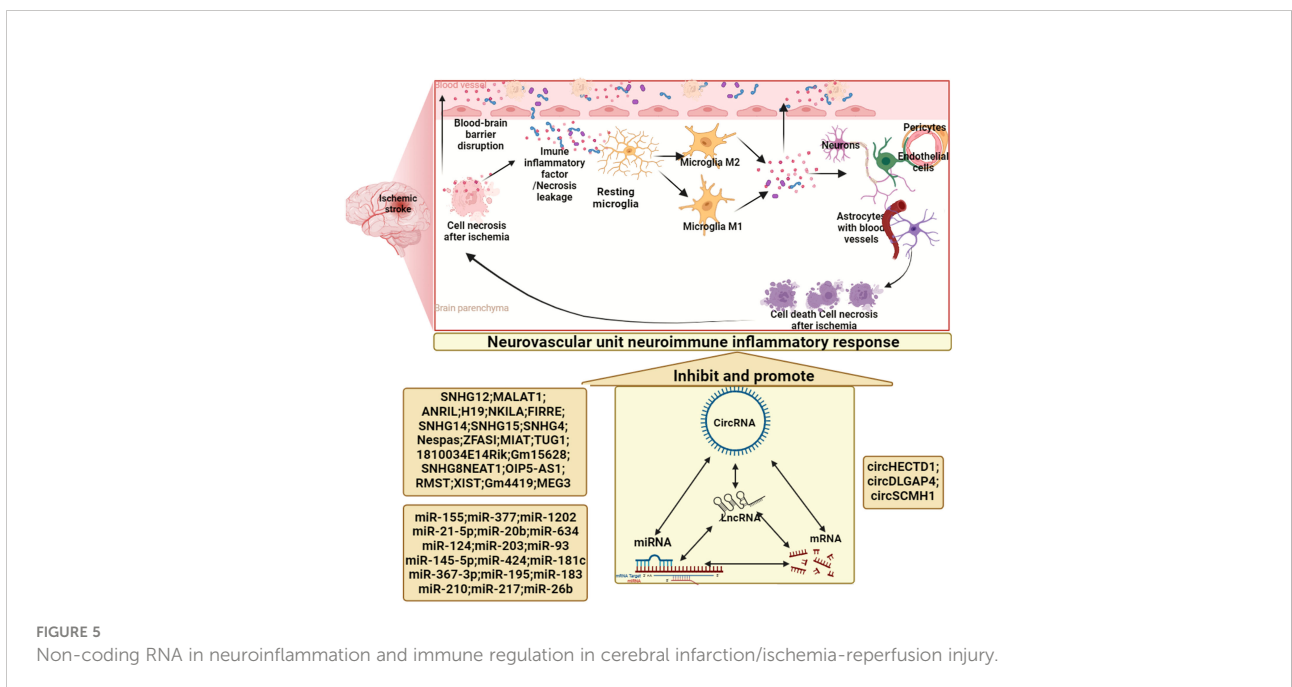 Blood vessel
Blood-brain
barrier
disruption
Imune
inflammatory
factor
/Necrosis
leakage
Resting
microglia
Microglia M2
Microglia M1
Neurons
Pericytes
Endothelial
cells
Ischemic
stroke
Cell necrosis
after ischemia
Astrocytes
with blood
vessels
Brain parenchyma
Cell death Cell necrosis
after ischemia
Neurovascular unit neuroimmune inflammatory response
Inhibit and promote
SNHG12;MALAT1;
ANRIL;H19;NKILA;FIRRE;
SNHG14;SNHG15;SNHG4;
Nespas;ZFASI;MIAT;TUG1;
1810034E14Rik;Gm15628;
SNHG8NEAT1;OIP5-AS1;
RMST;XIST;Gm4419;MEG3
miR-155;miR-377;miR-1202
miR-21-5p;miR-20b;miR-634
miR-124;miR-203;miR-93
miR-145-5p;miR-424;miR-181c
miR-367-3p;miR-195;miR-183
miR-210;miR-217;miR-26b
CircRNA
LncRNA
miRNA
mRNA
mRNA Target
circHECTD1;
circDLGAP4;
circSCMH1
FIGURE 5
Non-coding RNA in neuroinflammation and immune regulation in cerebral infarction/ischemia-reperfusion injury.